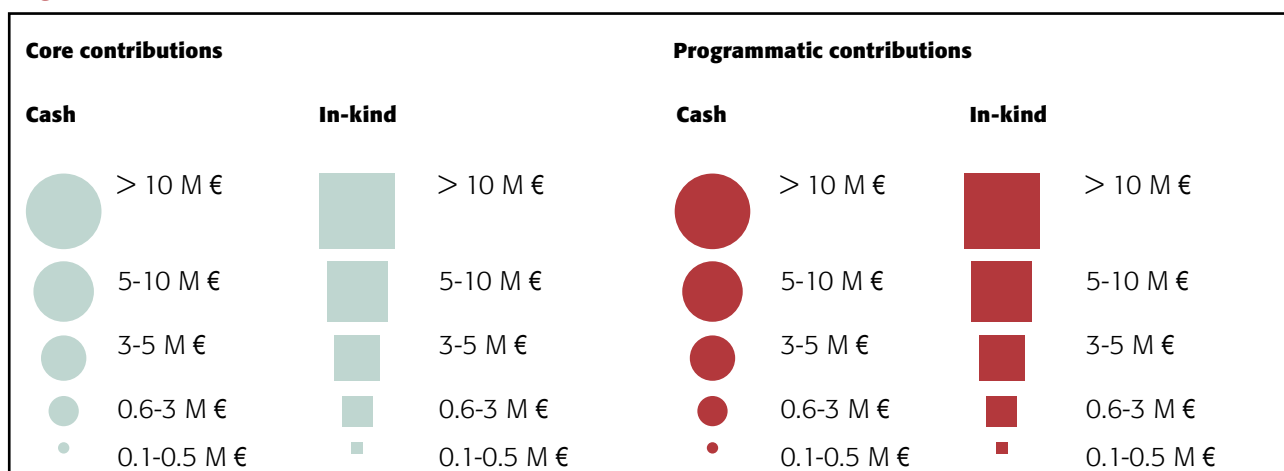 Core contributions Programmatic contributions
Cash In-kind Cash In-kind
> 10 M € > 10 M € > 10 M € > 10 M €
5-10 M € 5-10 M € 5-10 M € 5-10 M €
3-5 M € 3-5 M € 3-5 M € 3-5 M €
0.6-3 M € 0.6-3 M € 0.6-3 M € 0.6-3 M €
0.1-0.5 M € 0.1-0.5 M € 0.1-0.5 M € 0.1-0.5 M €